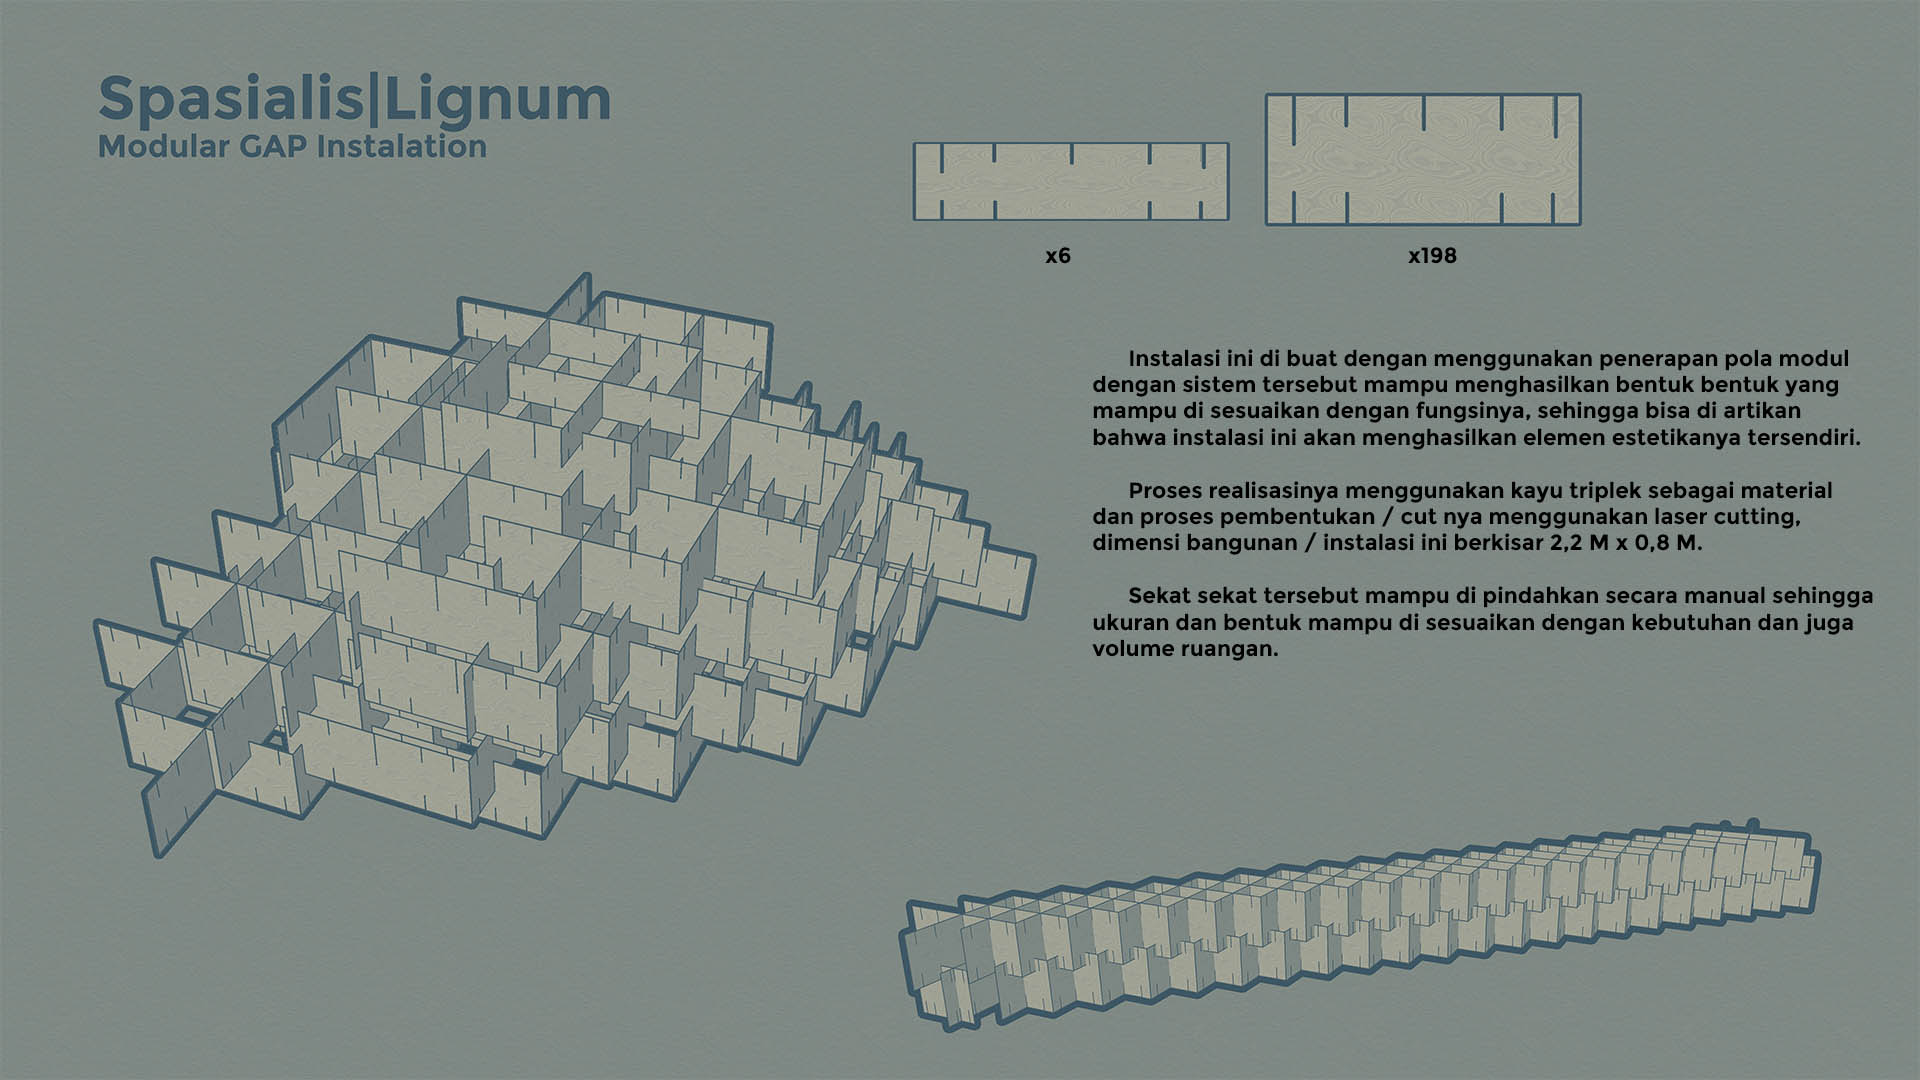 Spasialis|Lignum
Modular GAP Instalation
x6
x198
Instalasi ini di buat dengan menggunakan penerapan pola modul
dengan sistem tersebut mampu menghasilkan bentuk bentuk yang
mampu di sesuaikan dengan fungsinya, sehingga bisa di artikan
bahwa instalasi ini akan menghasilkan elemen estetikanya tersendiri.
Proses realisasinya menggunakan kayu triplek sebagai material
dan proses pembentukan / cut nya menggunakan laser cutting,
dimensi bangunan / instalasi ini berkisar 2,2 M x 0,8 M.
Sekat sekat tersebut mampu di pindahkan secara manual sehingga
ukuran dan bentuk mampu di sesuaikan dengan kebutuhan dan juga
volume ruangan.